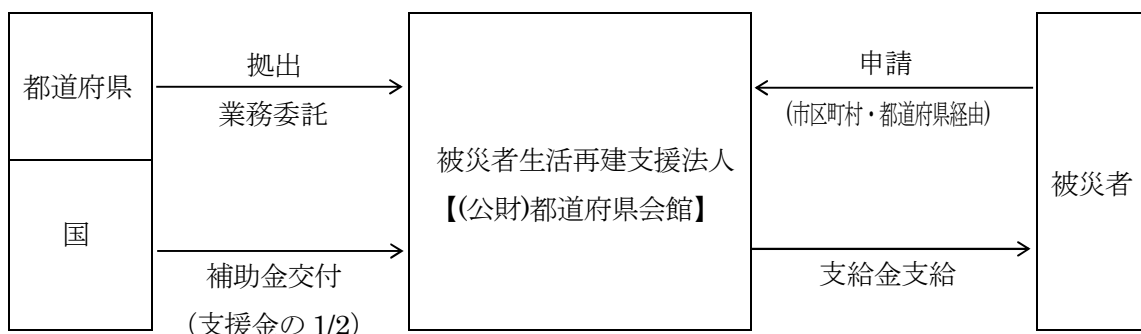 都道府県
国
拠出
業務委託
補助金交付
(支援金の 1/2)
被災者生活再建支援法人
【(公財)都道府県会館】
申請
(市区町村・都道府県経由)
支給金支給
被災者